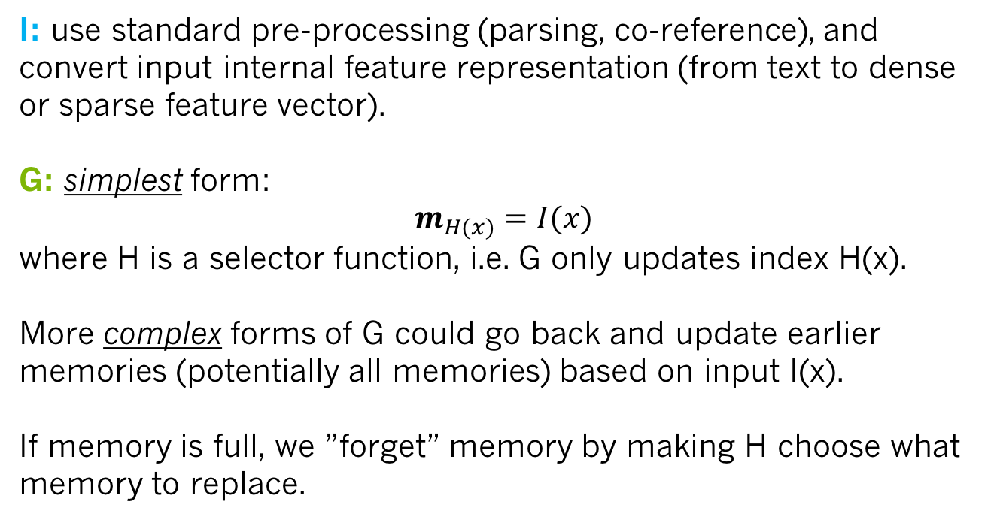 I: use standard pre-processing (parsing, co-reference), and
convert input internal feature representation (from text to dense
or sparse feature vector).
G: simplest form:
𝒎_H(x) = I(x)
where H is a selector function, i.e. G only updates index H(x).
More complex forms of G could go back and update earlier
memories (potentially all memories) based on input I(x).
If memory is full, we ”forget” memory by making H choose what
memory to replace.